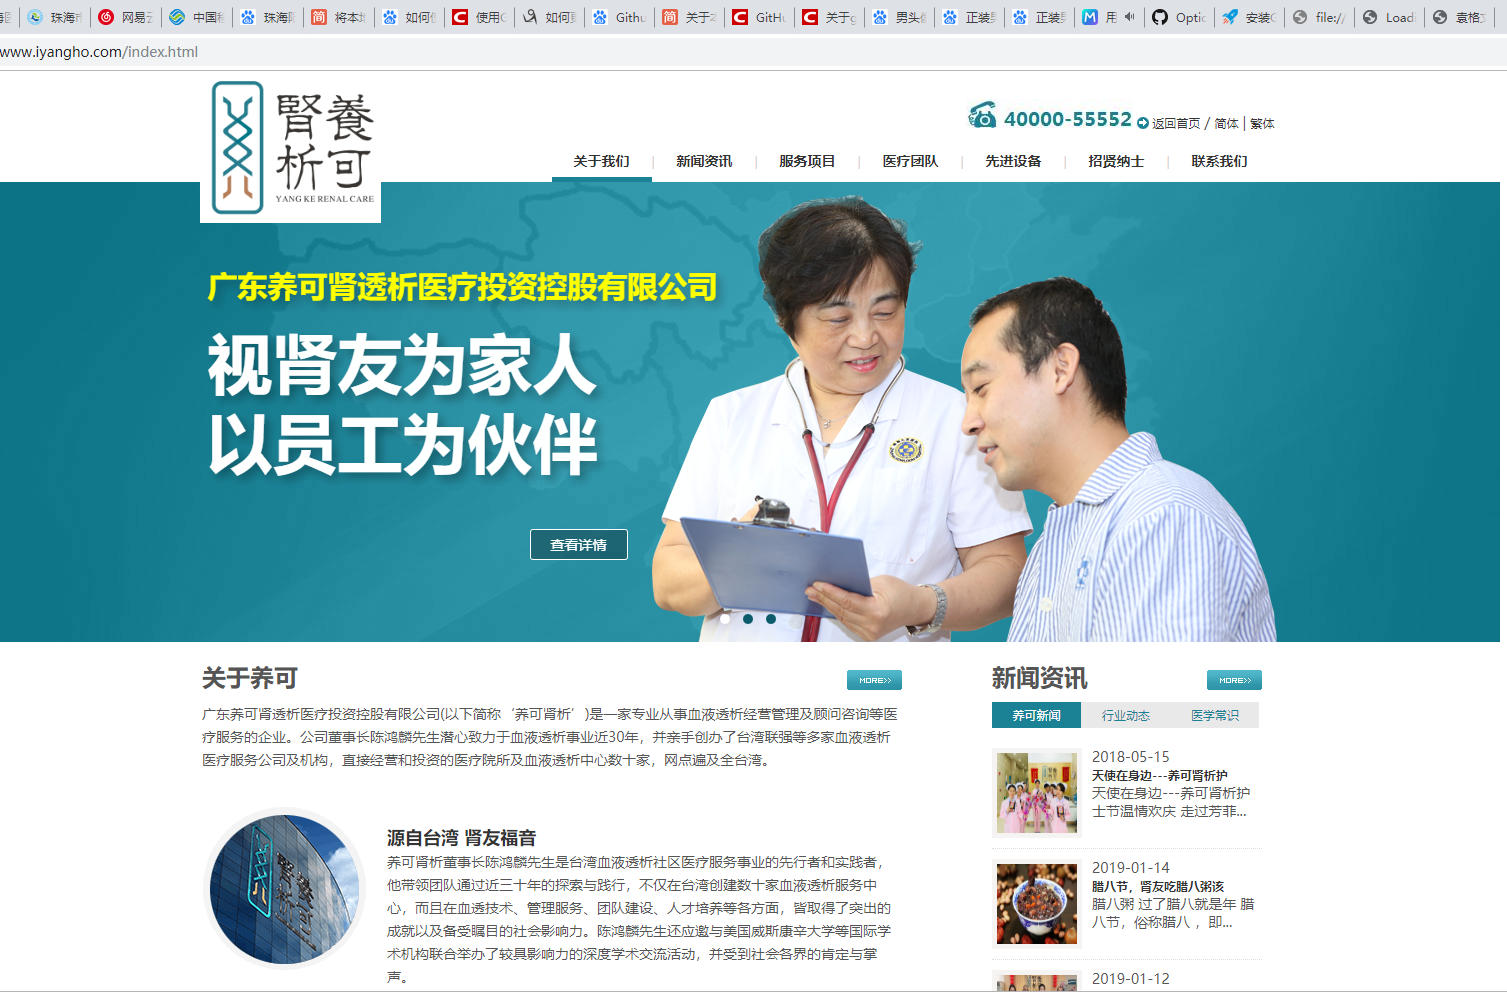 珠海市
网易云
中国移
珠海阳
将本地
如何使
使用G
如何更
Githu
关于2
GitHu
关于g
男头像
正装男
正装男
用
Optio
安装G
file://
Loadi
袁格文
www.iyangho.com/index.html
腎養
析可
YANG KE RENAL CARE
40000-55552 返回首页 / 简体 | 繁体
关于我们 | 新闻资讯 | 服务项目 | 医疗团队 | 先进设备 | 招贤纳士 | 联系我们
广东养可肾透析医疗投资控股有限公司
视肾友为家人
以员工为伙伴
查看详情
关于养可
MORE>>
广东养可肾透析医疗投资控股有限公司(以下简称‘养可肾析’)是一家专业从事血液透析经营管理及顾问咨询等医
疗服务的企业。公司董事长陈鸿麟先生潜心致力于血液透析事业近30年，并亲手创办了台湾联强等多家血液透析
医疗服务公司及机构，直接经营和投资的医疗院所及血液透析中心数十家，网点遍及全台湾。
腎養
析可
源自台湾 肾友福音
养可肾析董事长陈鸿麟先生是台湾血液透析社区医疗服务事业的先行者和实践者，
他带领团队通过近三十年的探索与践行，不仅在台湾创建数十家血液透析服务中
心，而且在血透技术、管理服务、团队建设、人才培养等各方面，皆取得了突出的
成就以及备受瞩目的社会影响力。陈鸿麟先生还应邀与美国威斯康辛大学等国际学
术机构联合举办了较具影响力的深度学术交流活动，并受到社会各界的肯定与掌
声。
新闻资讯
MORE>>
养可新闻 行业动态 医学常识
2018-05-15
天使在身边---养可肾析护
天使在身边---养可肾析护
士节温情欢庆 走过芳菲...
2019-01-14
腊八节，肾友吃腊八粥该
腊八粥 过了腊八就是年 腊
八节，俗称腊八 ，即...
2019-01-12